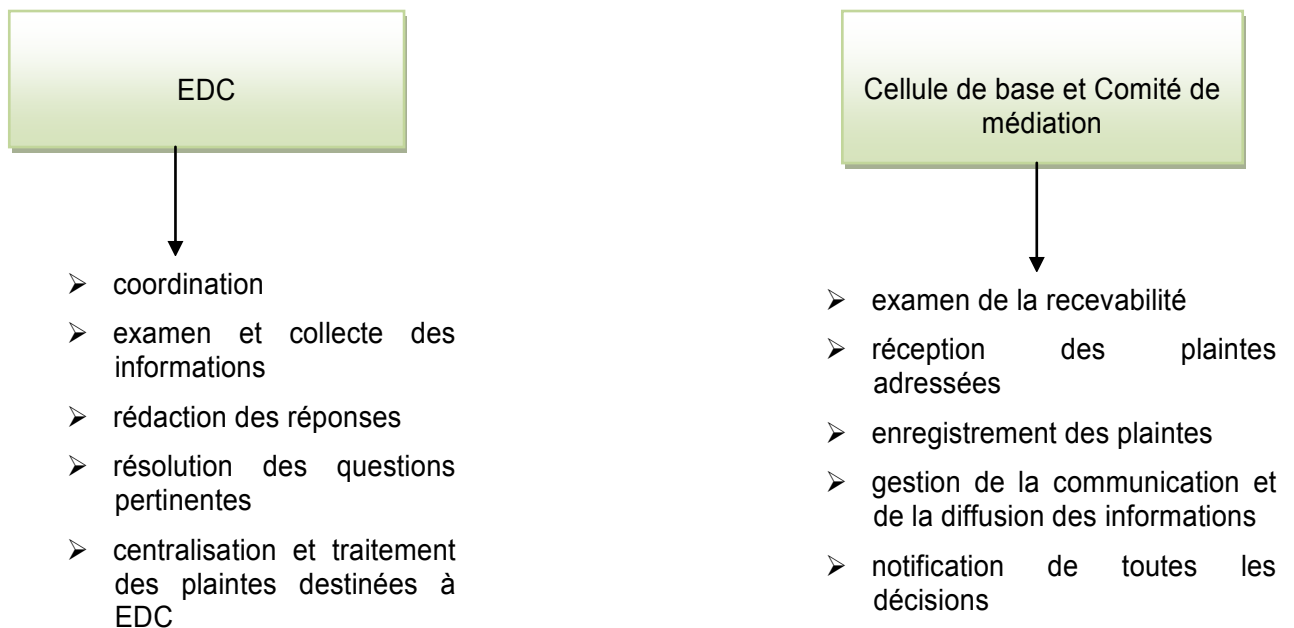 EDC
➢ coordination
➢ examen et collecte des
informations
➢ rédaction des réponses
➢ résolution des questions
pertinentes
➢ centralisation et traitement
des plaintes destinées à
EDC
Cellule de base et Comité de
médiation
➢ examen de la recevabilité
➢ réception des plaintes
adressées
➢ enregistrement des plaintes
➢ gestion de la communication et
de la diffusion des informations
➢ notification de toutes les
décisions